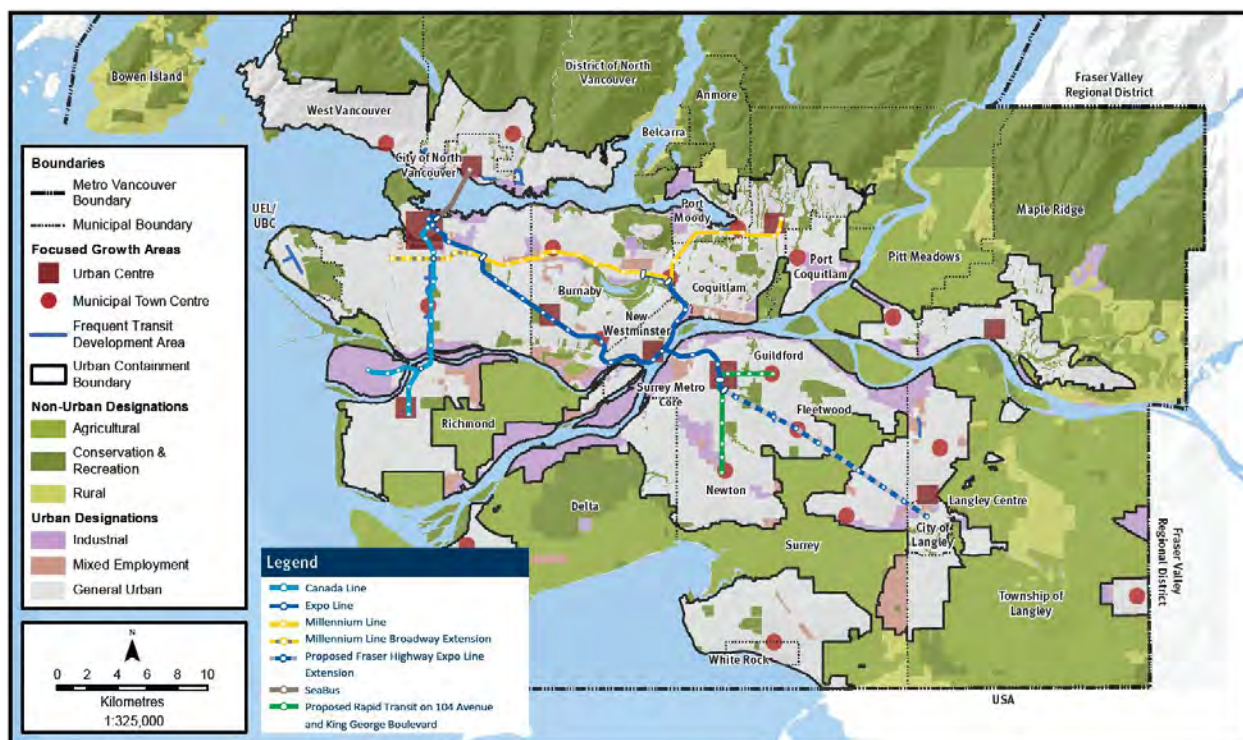 Bowen Island
West Vancouver
District of North
Vancouver
Anmore
Fraser Valley
Regional District
Belcarra
City of North
Vancouver
UEL/
UBC
Port
Moody
Maple Ridge
Pitt Meadows
Port
Coquitlam
Burnaby
Coquitlam
New
Westminster
Guildford
Surrey Metro
Core
Fleetwood
Richmond
Newton
Langley Centre
Delta
City of
Langley
Surrey
Township of
Langley
Fraser Valley
Regional District
White Rock
USA
Boundaries
Metro Vancouver
Boundary
Municipal Boundary
Focused Growth Areas
Urban Centre
Municipal Town Centre
Frequent Transit
Development Area
Urban Containment
Boundary
Non-Urban Designations
Agricultural
Conservation &
Recreation
Rural
Urban Designations
Industrial
Mixed Employment
General Urban
N
0 2 4 6 8 10
Kilometres
1:325,000
Legend
Canada Line
Expo Line
Millennium Line
Millennium Line Broadway Extension
Proposed Fraser Highway Expo Line
Extension
SeaBus
Proposed Rapid Transit on 104 Avenue
and King George Boulevard